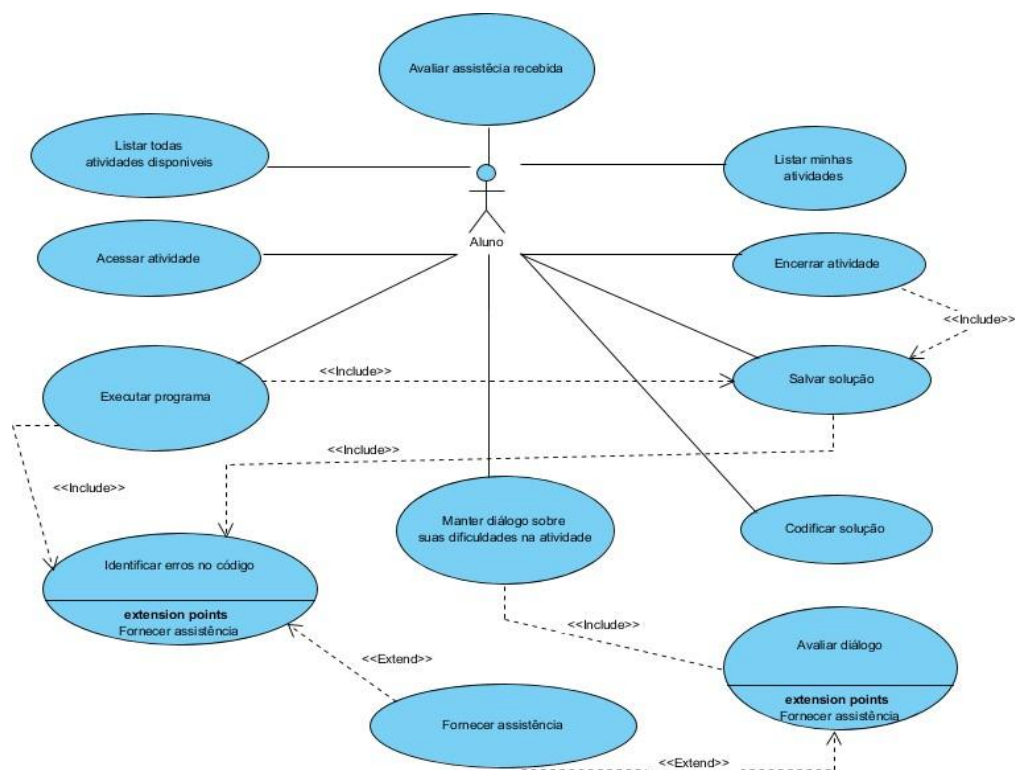 Avaliar assistêcia recebida
Listar todas
atividades disponíveis
Listar minhas
atividades
Aluno
Acessar atividade
Encerrar atividade
<<Include>>
<<Include>>
Executar programa
Salvar solução
<<Include>>
<<Include>>
Manter diálogo sobre
suas dificuldades na atividade
Codificar solução
Identificar erros no código
extension points
Fornecer assistência
<<Include>>
Avaliar diálogo
extension points
Fornecer assistência
<<Extend>>
Fornecer assistência
<<Extend>>